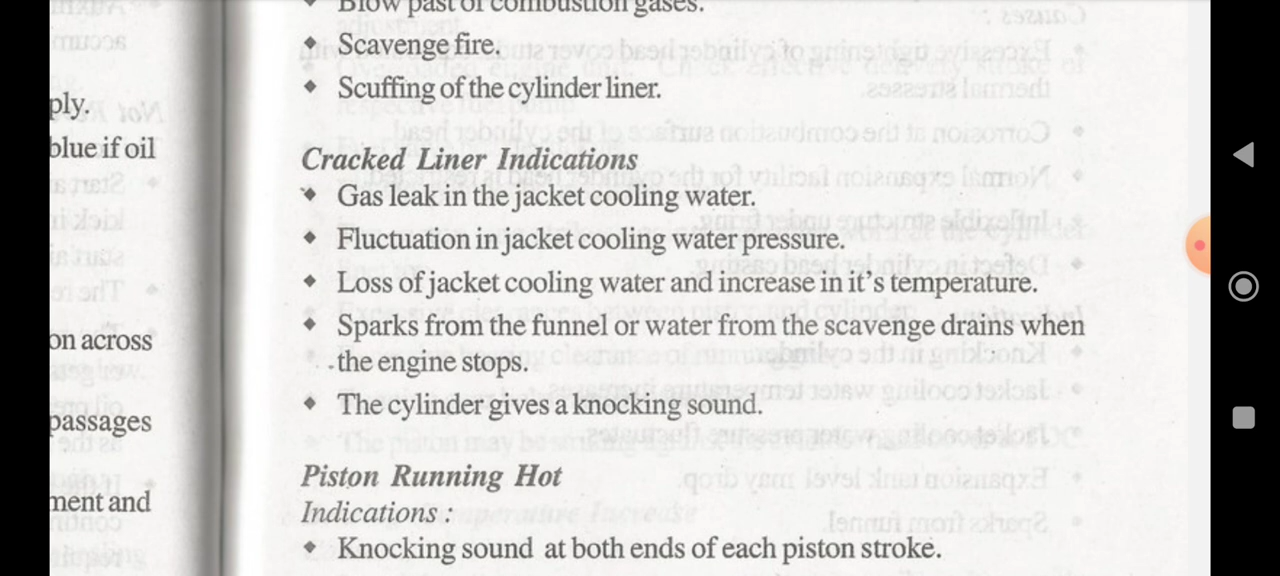 Blow past of combustion gases.
ply.
◆ Scavenge fire.
◆ Scuffing of the cylinder liner.
blue if oil
Cracked Liner Indications
◆ Gas leak in the jacket cooling water.
◆ Fluctuation in jacket cooling water pressure.
◆ Loss of jacket cooling water and increase in it's temperature.
◆ Sparks from the funnel or water from the scavenge drains when
on across
the engine stops.
◆ The cylinder gives a knocking sound.
passages
Piston Running Hot
ment and
Indications :
◆ Knocking sound at both ends of each piston stroke.